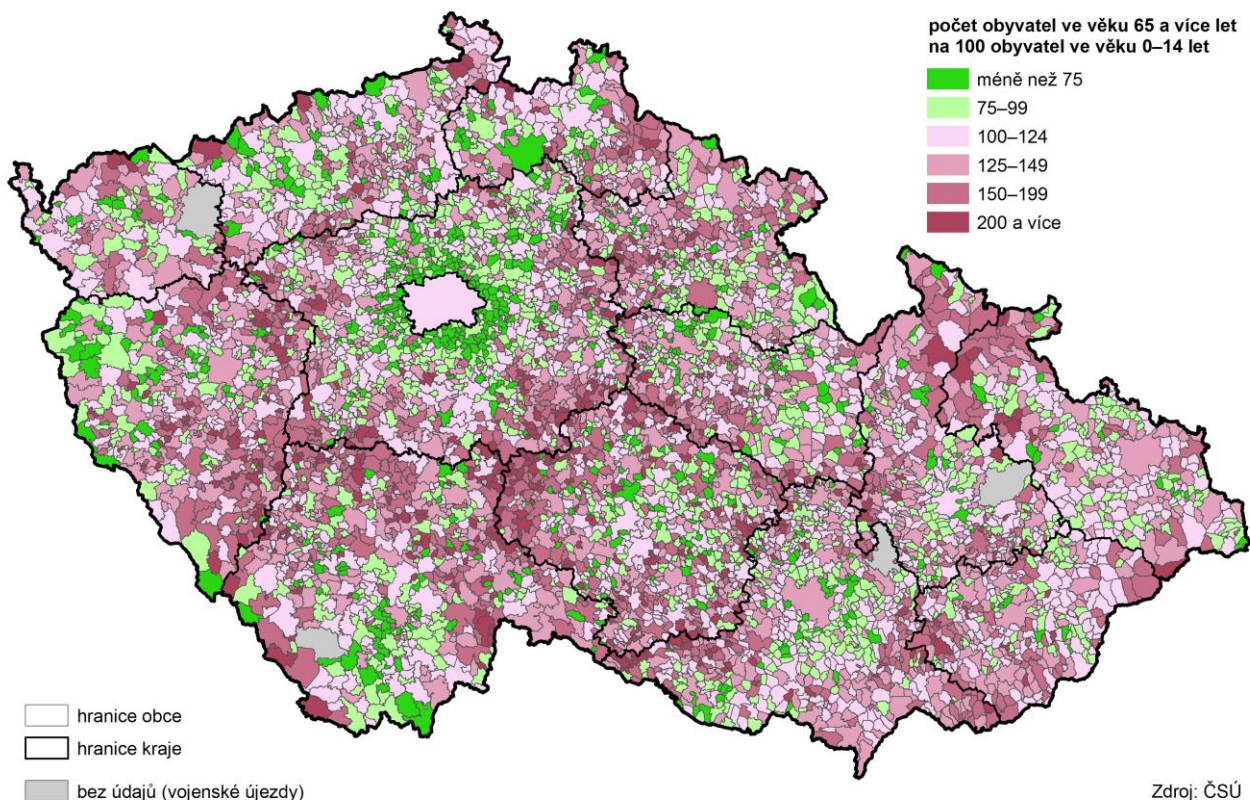 počet obyvatel ve věku 65 a více let
na 100 obyvatel ve věku 0–14 let
méně než 75
75–99
100–124
125–149
150–199
200 a více
hranice obce
hranice kraje
bez údajů (vojenské újezdy)
Zdroj: ČSÚ